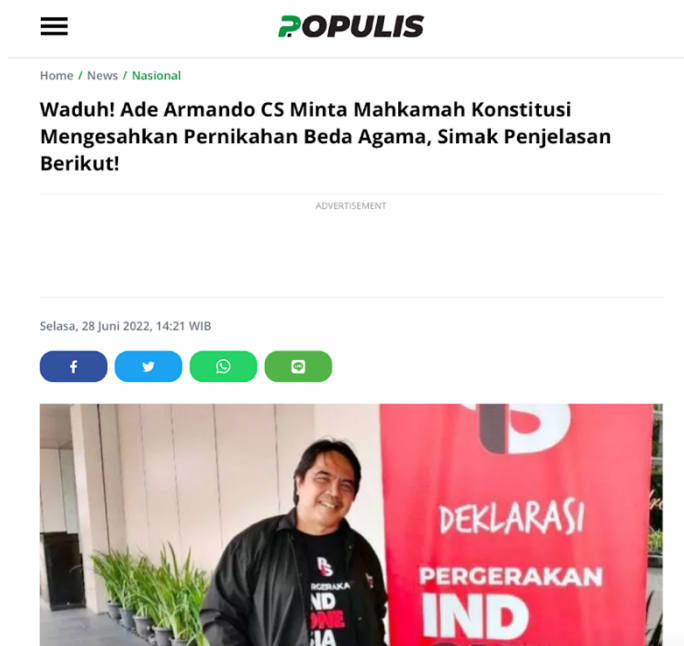 POPULIS
Home / News / Nasional
Waduh! Ade Armando CS Minta Mahkamah Konstitusi
Mengesahkan Pernikahan Beda Agama, Simak Penjelasan
Berikut!
ADVERTISEMENT
Selasa, 28 Juni 2022, 14:21 WIB
DEKLARASI
PERGERAKAN
IND